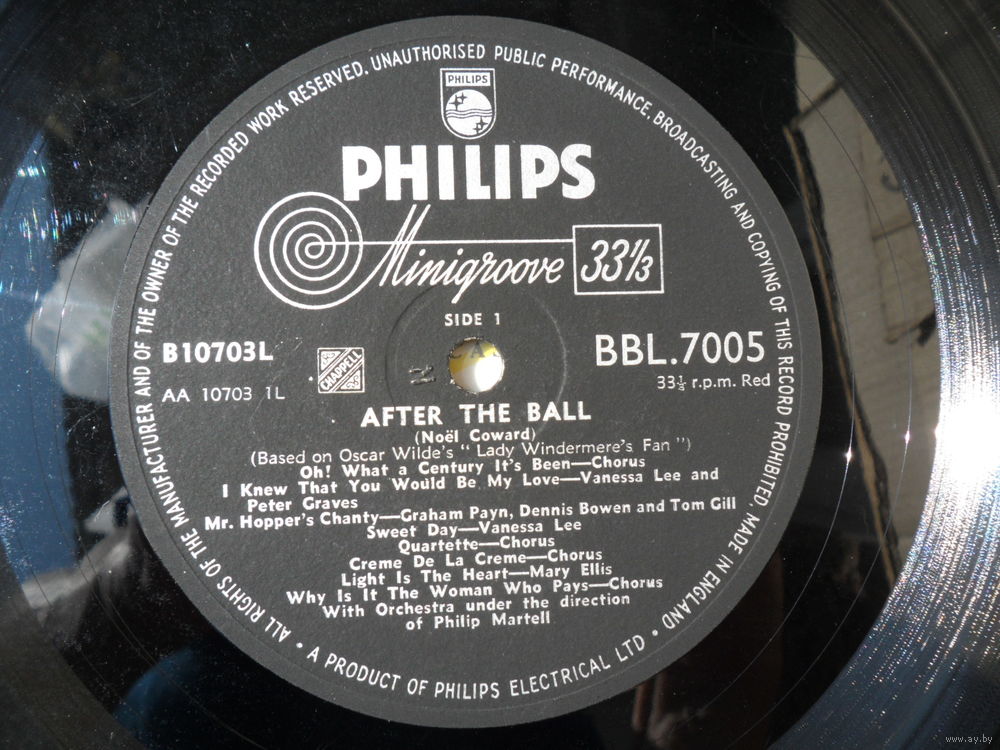 ALL RIGHTS OF THE MANUFACTURER AND OF THE OWNER OF THE RECORDED WORK RESERVED. UNAUTHORISED PUBLIC PERFORMANCE, BROADCASTING AND COPYING OF THIS RECORD PROHIBITED. MADE IN ENGLAND •
PHILIPS
PHILIPS
Minigroove 33⅓
SIDE 1
B10703L
BBL.7005
AA 10703 1L
CHAPPELL
33⅓ r.p.m. Red
AFTER THE BALL
(Noël Coward)
(Based on Oscar Wilde's “ Lady Windermere's Fan ”)
Oh! What a Century It's Been—Chorus
I Knew That You Would Be My Love—Vanessa Lee and
Peter Graves
Mr. Hopper's Chanty—Graham Payn, Dennis Bowen and Tom Gill
Sweet Day—Vanessa Lee
Quartette—Chorus
Creme De La Creme—Chorus
Light Is The Heart—Mary Ellis
Why Is It The Woman Who Pays—Chorus
With Orchestra under the direction
of Philip Martell
• A PRODUCT OF PHILIPS ELECTRICAL LTD •
www.ay.by